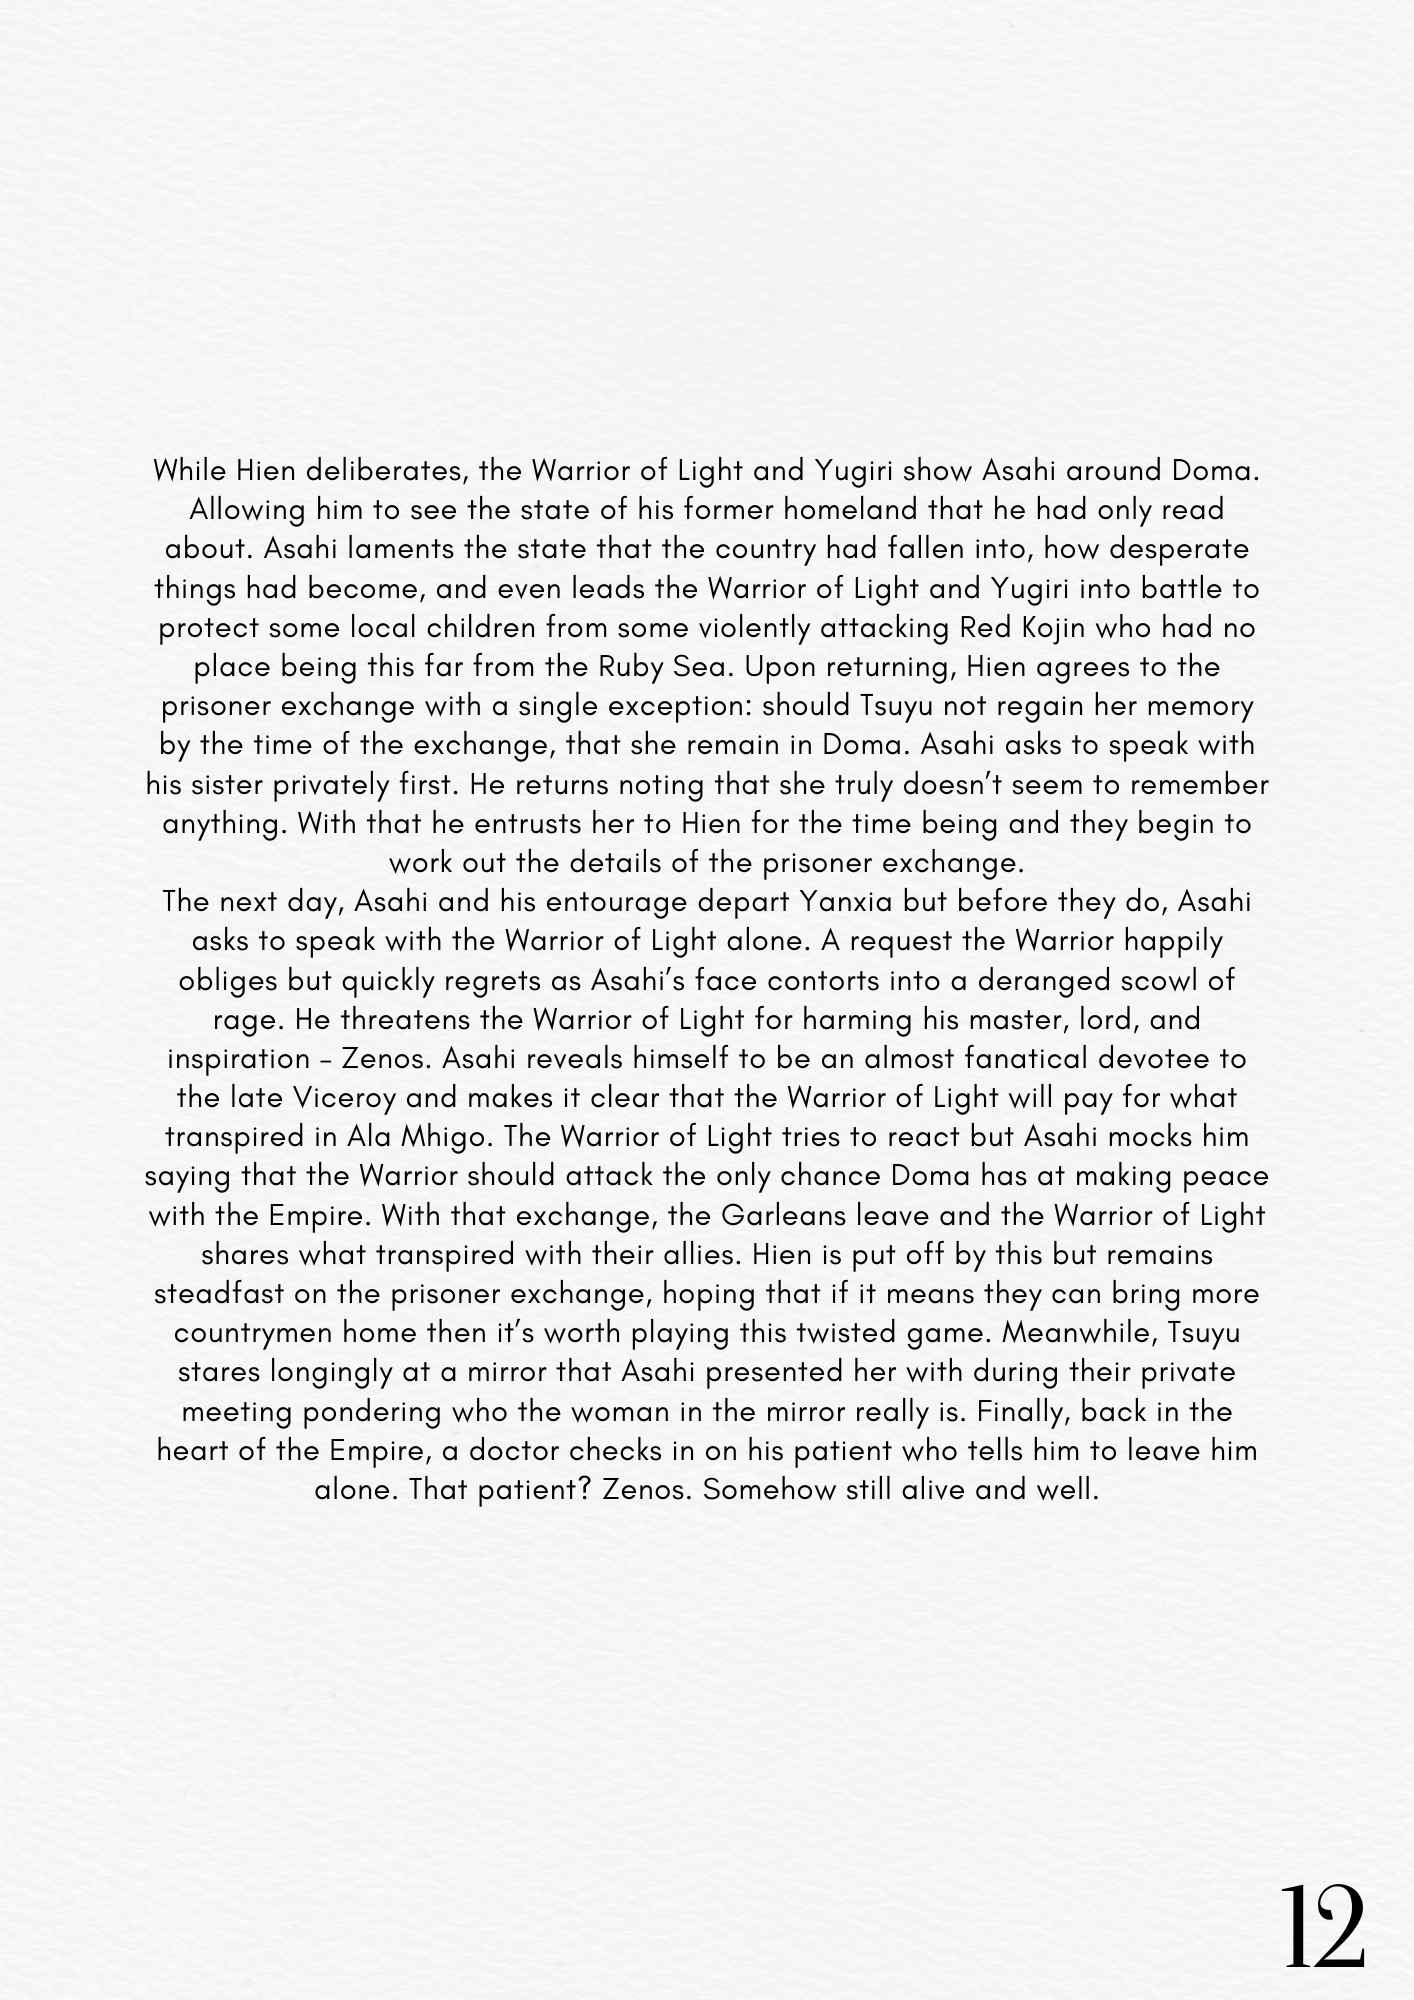 While Hien deliberates, the Warrior of Light and Yugiri show Asahi around Doma.
Allowing him to see the state of his former homeland that he had only read
about. Asahi laments the state that the country had fallen into, how desperate
things had become, and even leads the Warrior of Light and Yugiri into battle to
protect some local children from some violently attacking Red Kojin who had no
place being this far from the Ruby Sea. Upon returning, Hien agrees to the
prisoner exchange with a single exception: should Tsuyu not regain her memory
by the time of the exchange, that she remain in Doma. Asahi asks to speak with
his sister privately first. He returns noting that she truly doesn’t seem to remember
anything. With that he entrusts her to Hien for the time being and they begin to
work out the details of the prisoner exchange.
The next day, Asahi and his entourage depart Yanxia but before they do, Asahi
asks to speak with the Warrior of Light alone. A request the Warrior happily
obliges but quickly regrets as Asahi’s face contorts into a deranged scowl of
rage. He threatens the Warrior of Light for harming his master, lord, and
inspiration – Zenos. Asahi reveals himself to be an almost fanatical devotee to
the late Viceroy and makes it clear that the Warrior of Light will pay for what
transpired in Ala Mhigo. The Warrior of Light tries to react but Asahi mocks him
saying that the Warrior should attack the only chance Doma has at making peace
with the Empire. With that exchange, the Garleans leave and the Warrior of Light
shares what transpired with their allies. Hien is put off by this but remains
steadfast on the prisoner exchange, hoping that if it means they can bring more
countrymen home then it’s worth playing this twisted game. Meanwhile, Tsuyu
stares longingly at a mirror that Asahi presented her with during their private
meeting pondering who the woman in the mirror really is. Finally, back in the
heart of the Empire, a doctor checks in on his patient who tells him to leave him
alone. That patient? Zenos. Somehow still alive and well.
12